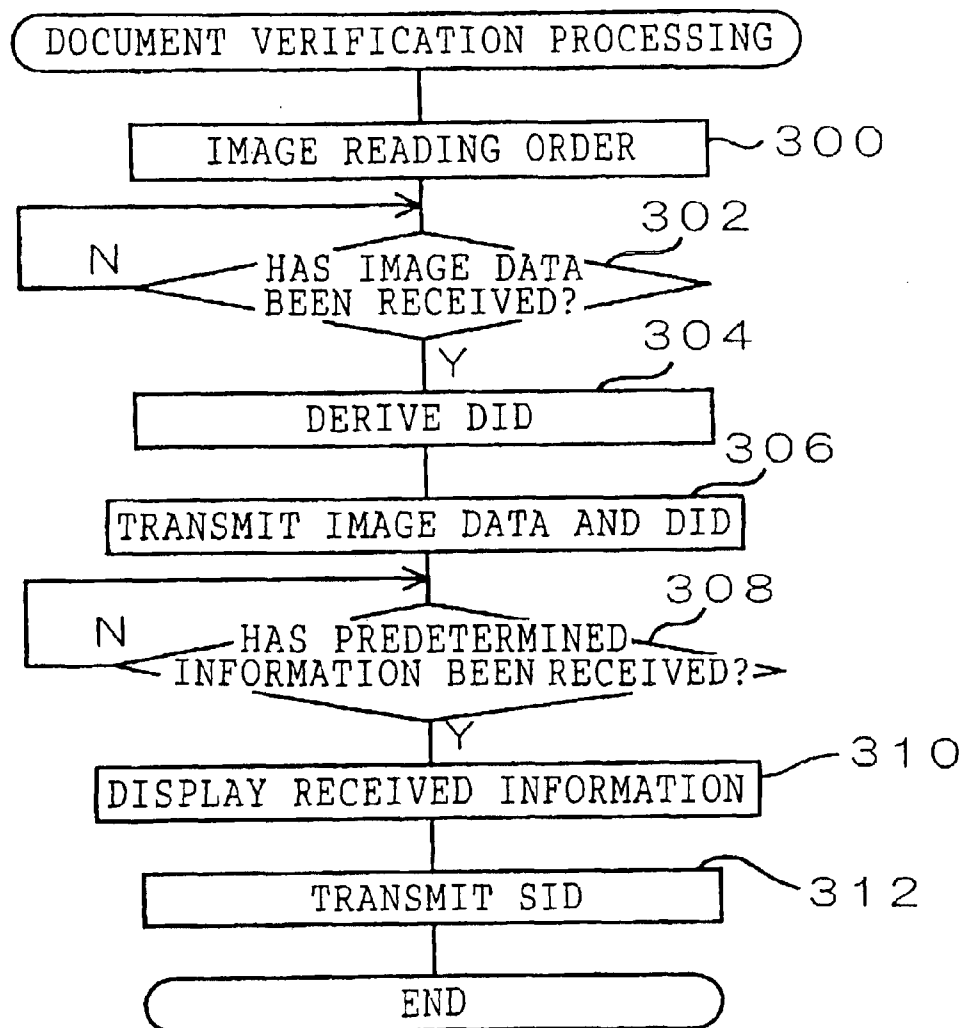 DOCUMENT VERIFICATION PROCESSING
IMAGE READING ORDER
300
302
N
HAS IMAGE DATA
BEEN RECEIVED?
Y
304
DERIVE DID
306
TRANSMIT IMAGE DATA AND DID
308
N
HAS PREDETERMINED
INFORMATION BEEN RECEIVED?
Y
310
DISPLAY RECEIVED INFORMATION
312
TRANSMIT SID
END